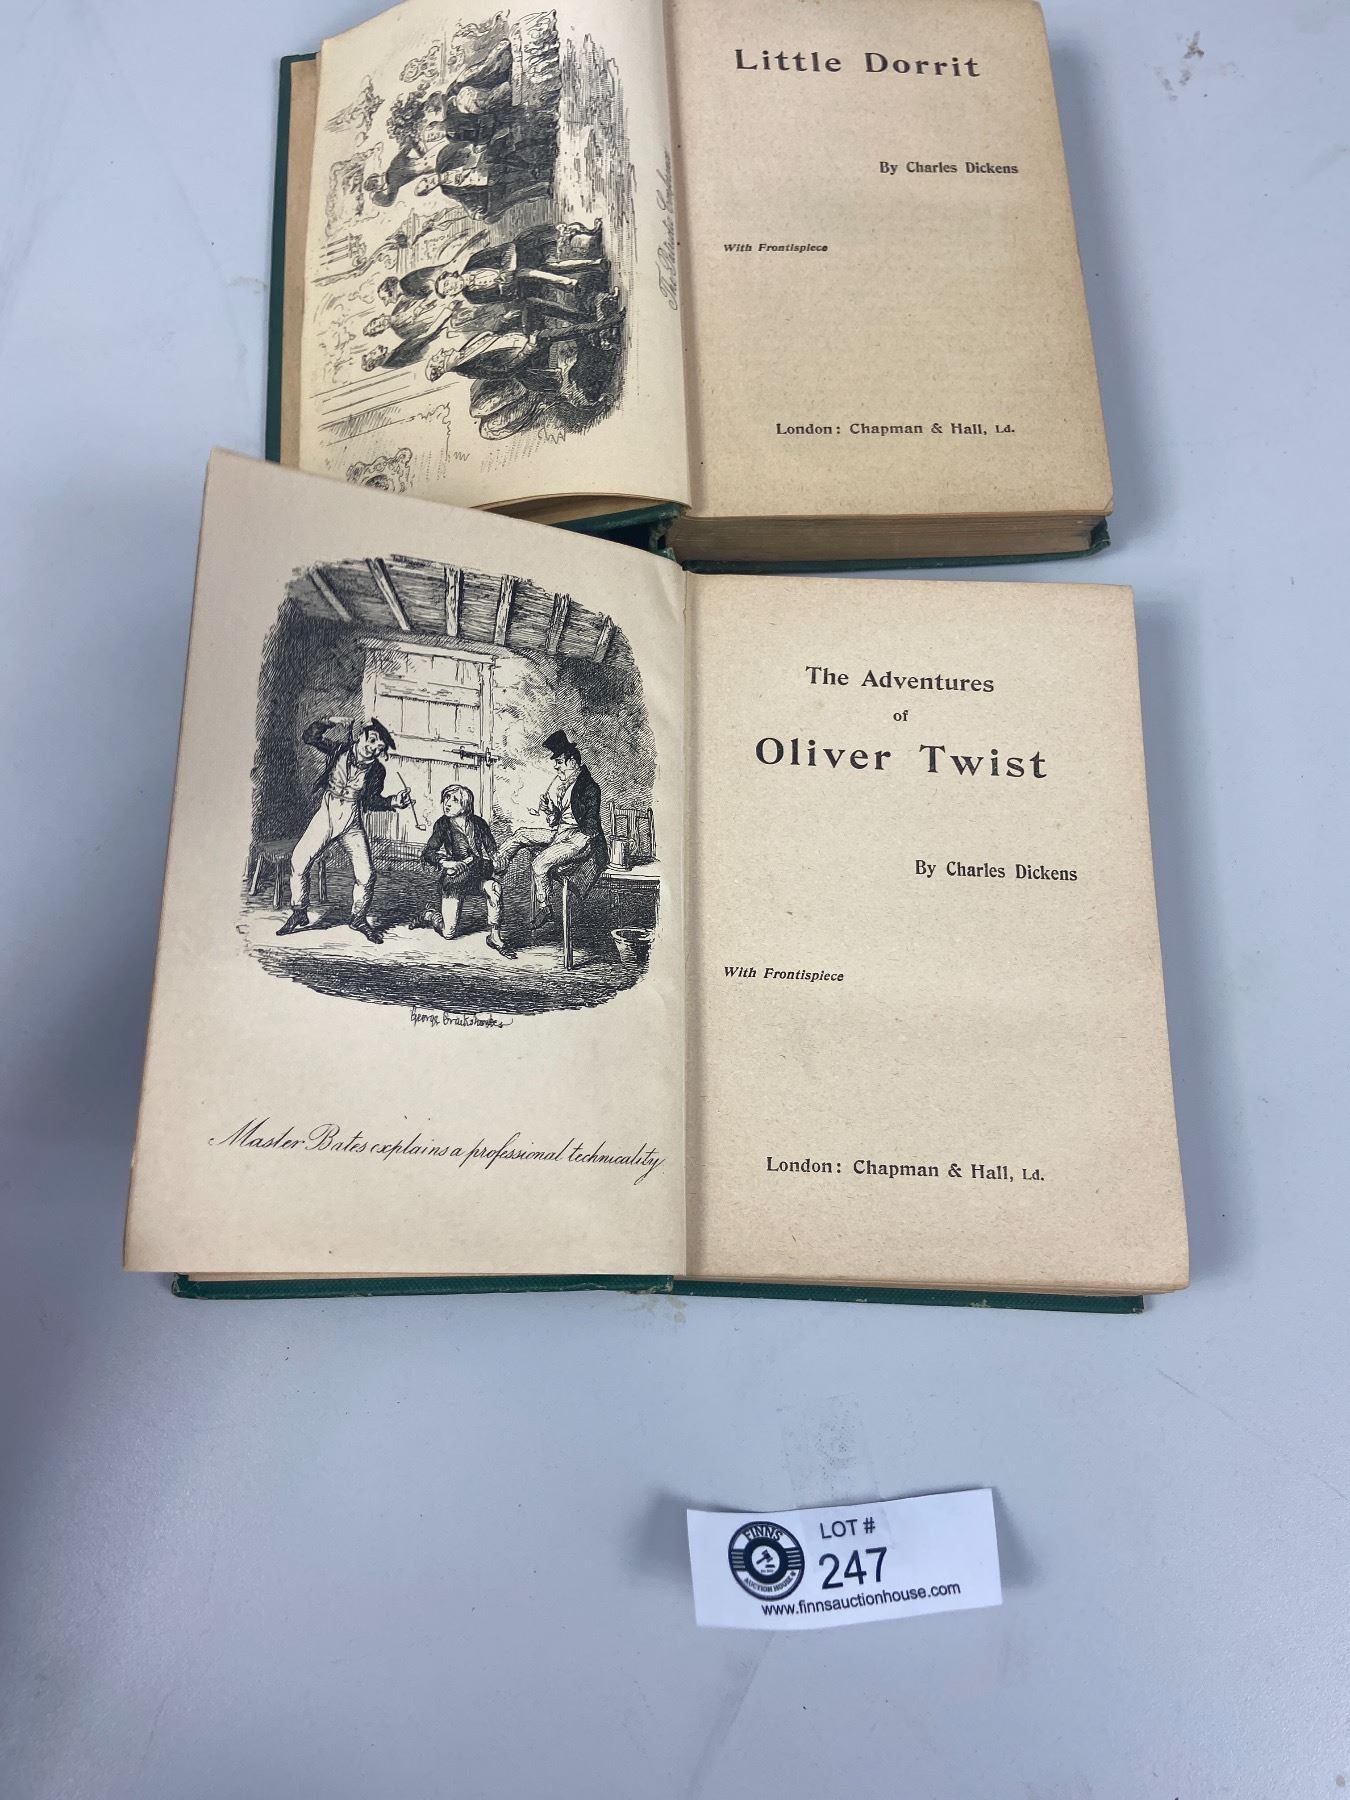 Little Dorrit
By Charles Dickens
With Frontispiece
London: Chapman & Hall, Ld.
The Adventures
of
Oliver Twist
By Charles Dickens
With Frontispiece
London: Chapman & Hall, Ld.
George Cruikshank
Master Bates explains a professional technicality.
FINNS
AUCTION HOUSE
LOT #
247
www.finnsauctionhouse.com